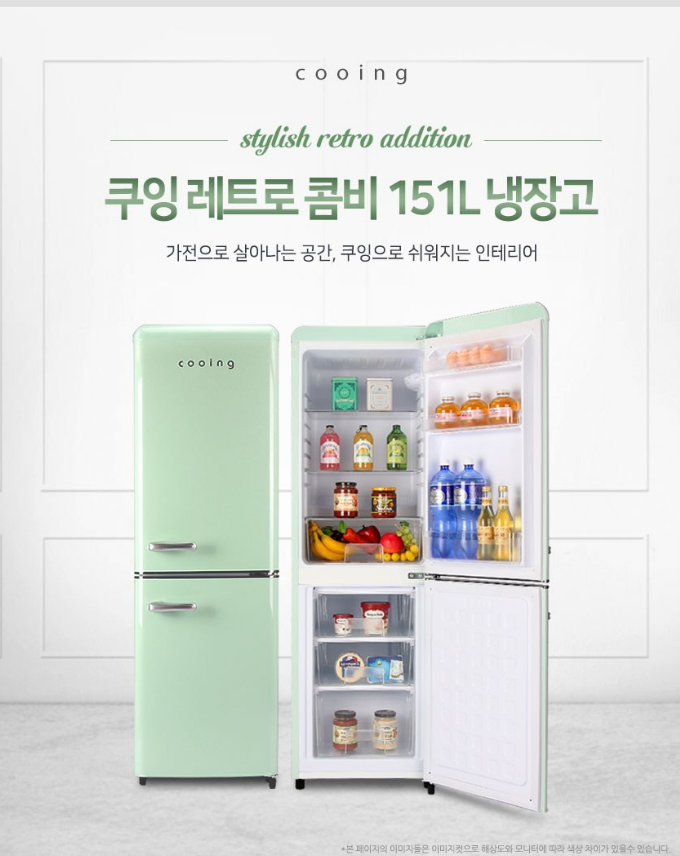 cooing
stylish retro addition
쿠잉 레트로 콤비 151L 냉장고
가전으로 살아나는 공간, 쿠잉으로 쉬워지는 인테리어
cooing
*본 페이지의 이미지들은 이미지컷으로 해상도와 모니터에 따라 색상 차이가 있을수 있습니다.